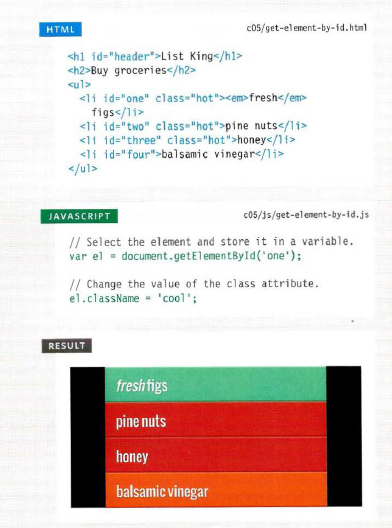 HTML
c05/get-element-by-id.html
<h1 id="header">List King</h1>
<h2>Buy groceries</h2>
<ul>
<li id="one" class="hot"><em>fresh</em>
figs</li>
<li id="two" class="hot">pine nuts</li>
<li id="three" class="hot">honey</li>
<li id="four">balsamic vinegar</li>
</ul>
JAVASCRIPT
c05/js/get-element-by-id.js
// Select the element and store it in a variable.
var el = document.getElementById('one');
// Change the value of the class attribute.
el.className = 'cool';
RESULT
fresh figs
pine nuts
honey
balsamic vinegar